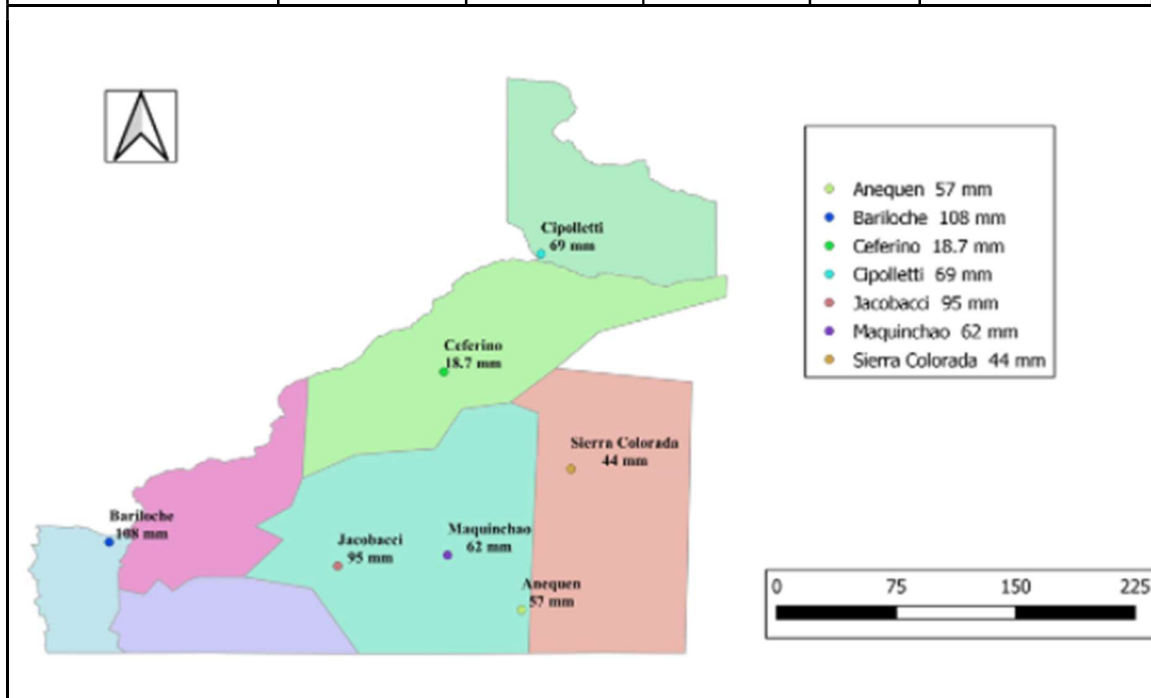 Cipolletti
69 mm
Ceferino
18.7 mm
Sierra Colorada
44 mm
Bariloche
108 mm
Jacobacci
95 mm
Maquinchao
62 mm
Anequen
57 mm
Anequen 57 mm
Bariloche 108 mm
Ceferino 18.7 mm
Cipolletti 69 mm
Jacobacci 95 mm
Maquinchao 62 mm
Sierra Colorada 44 mm
0 75 150 225